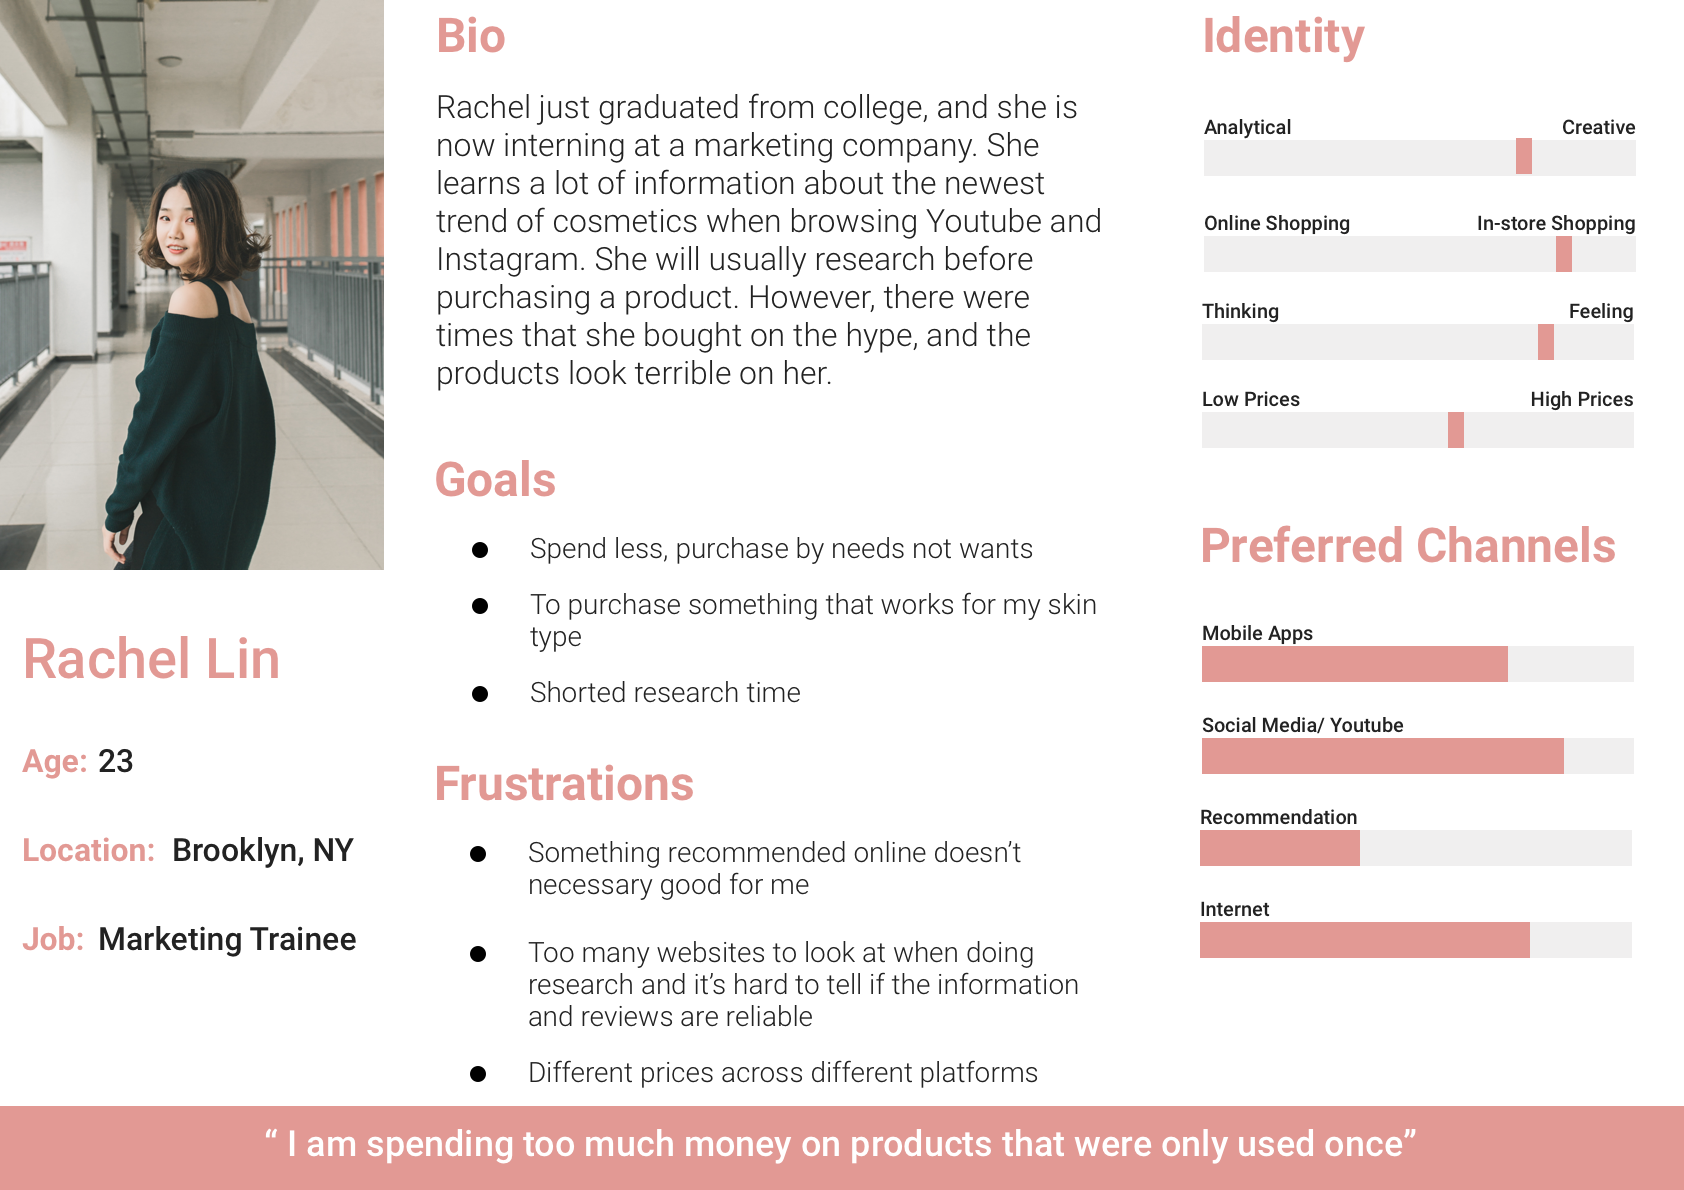 Rachel Lin
Age: 23
Location: Brooklyn, NY
Job: Marketing Trainee
Bio
Rachel just graduated from college, and she is
now interning at a marketing company. She
learns a lot of information about the newest
trend of cosmetics when browsing Youtube and
Instagram. She will usually research before
purchasing a product. However, there were
times that she bought on the hype, and the
products look terrible on her.
Goals
● Spend less, purchase by needs not wants
● To purchase something that works for my skin
type
● Shorted research time
Frustrations
● Something recommended online doesn’t
necessary good for me
● Too many websites to look at when doing
research and it’s hard to tell if the information
and reviews are reliable
● Different prices across different platforms
Identity
Analytical Creative
Online Shopping In-store Shopping
Thinking Feeling
Low Prices High Prices
Preferred Channels
Mobile Apps
Social Media/ Youtube
Recommendation
Internet
“ I am spending too much money on products that were only used once”